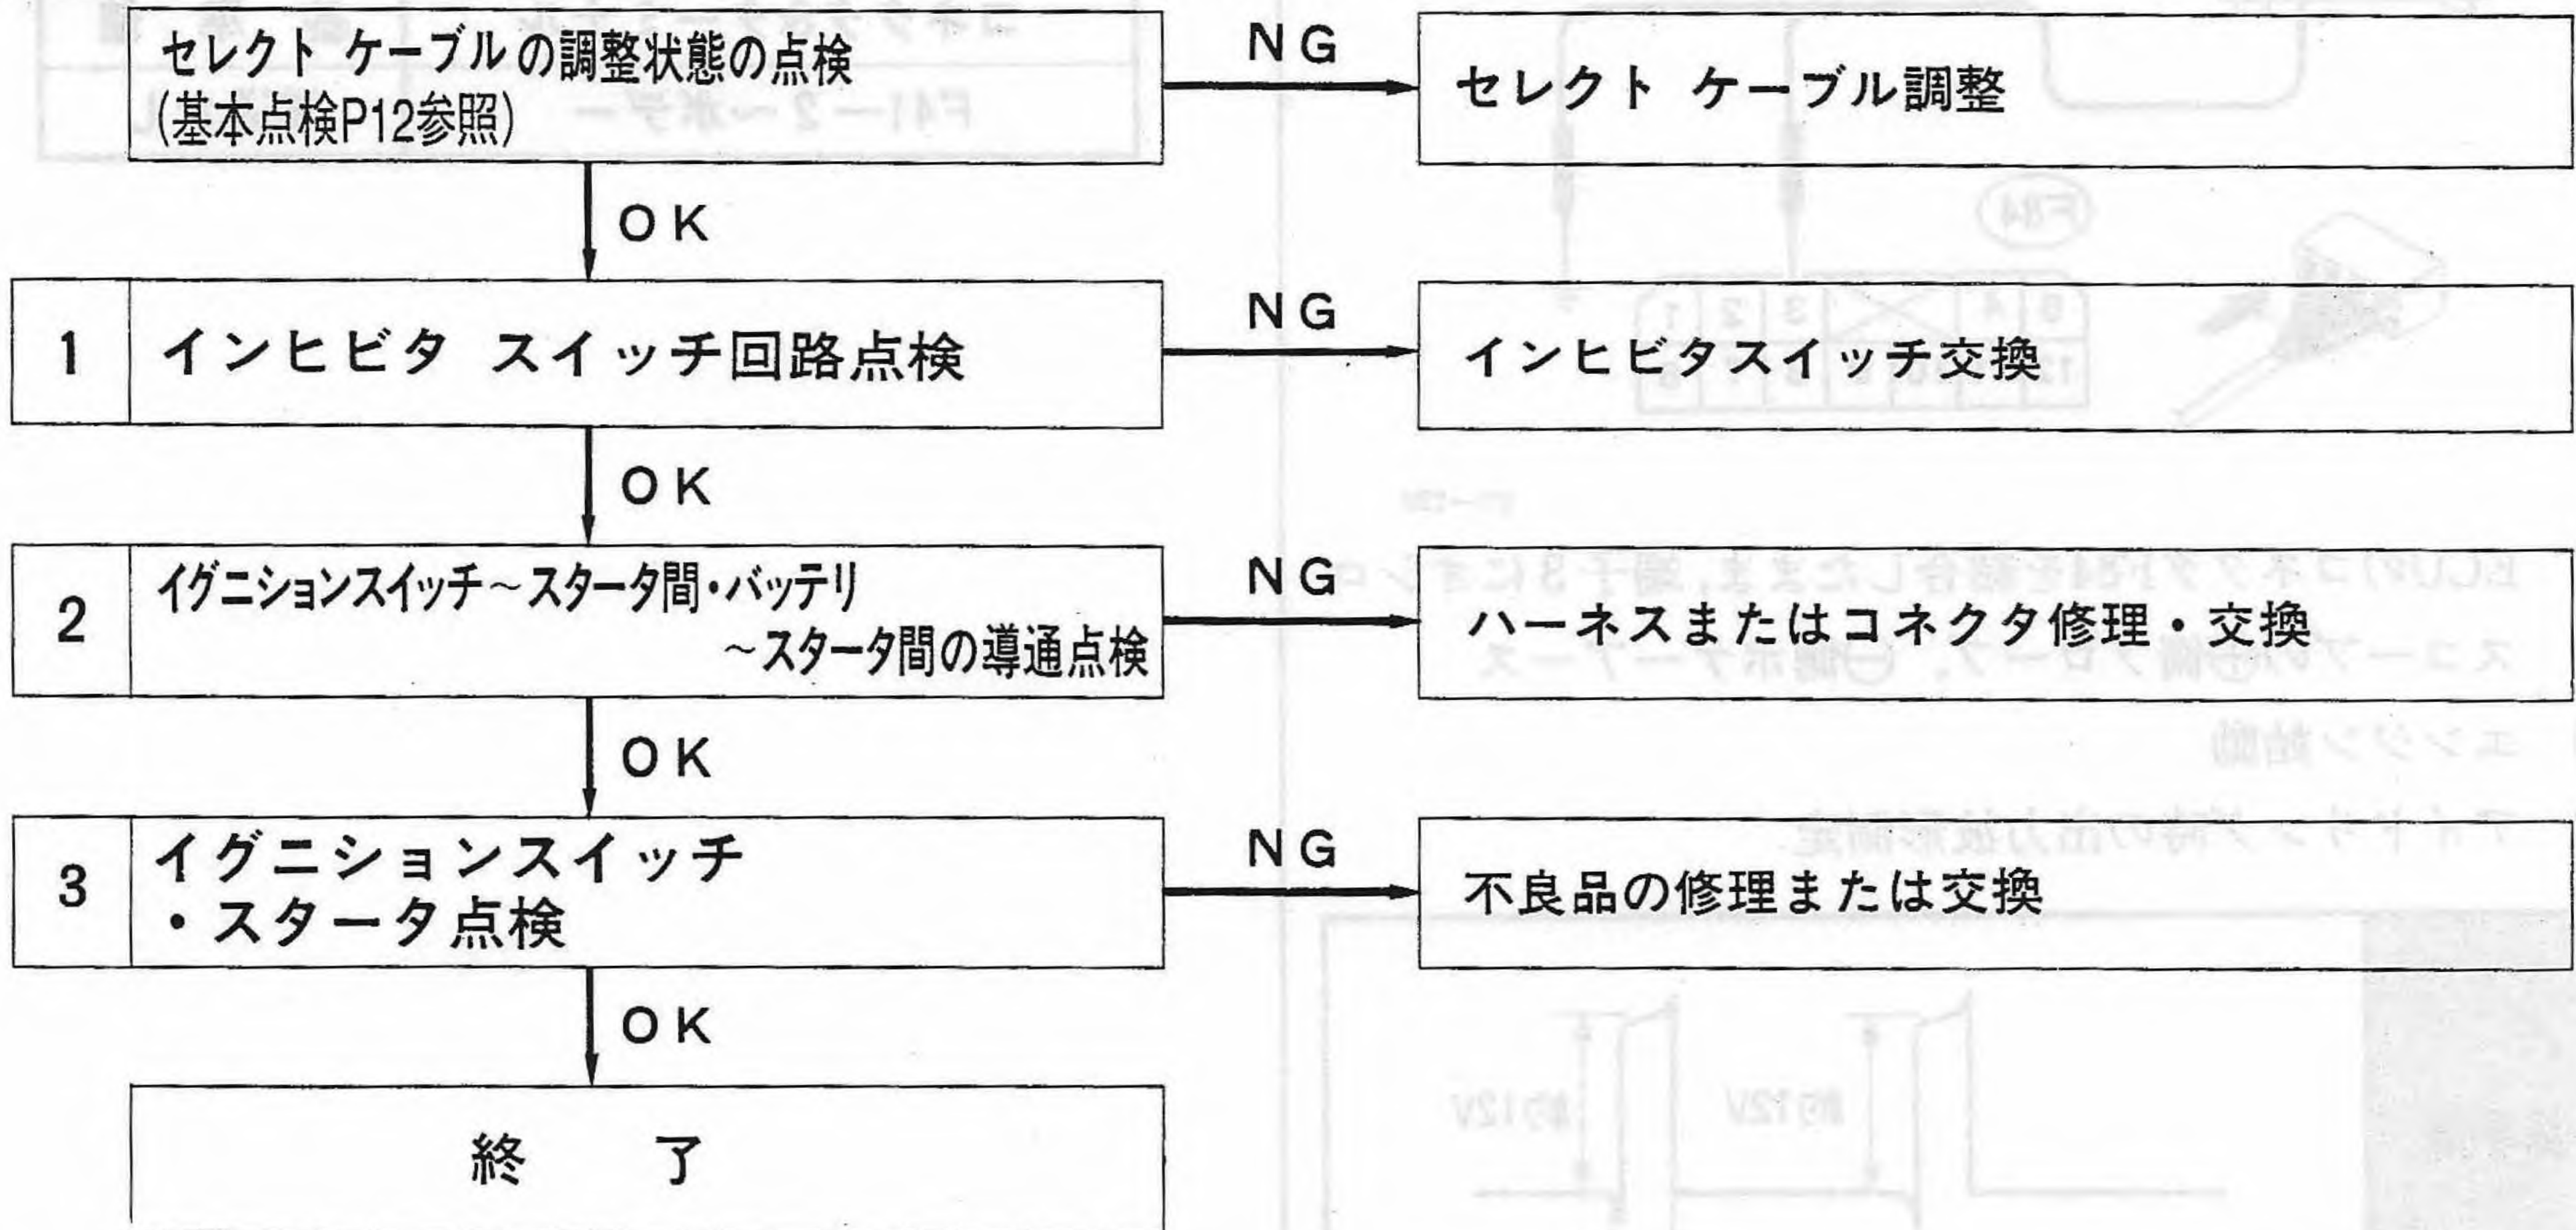 セレクト ケーブルの調整状態の点検
(基本点検P12参照)
NG
セレクト ケーブル調整
OK
1
インヒビタ スイッチ回路点検
NG
インヒビタスイッチ交換
OK
2
イグニションスイッチ~スタータ間・バッテリ
~スタータ間の導通点検
NG
ハーネスまたはコネクタ修理・交換
OK
3
イグニションスイッチ
・スタータ点検
NG
不良品の修理または交換
OK
終 了